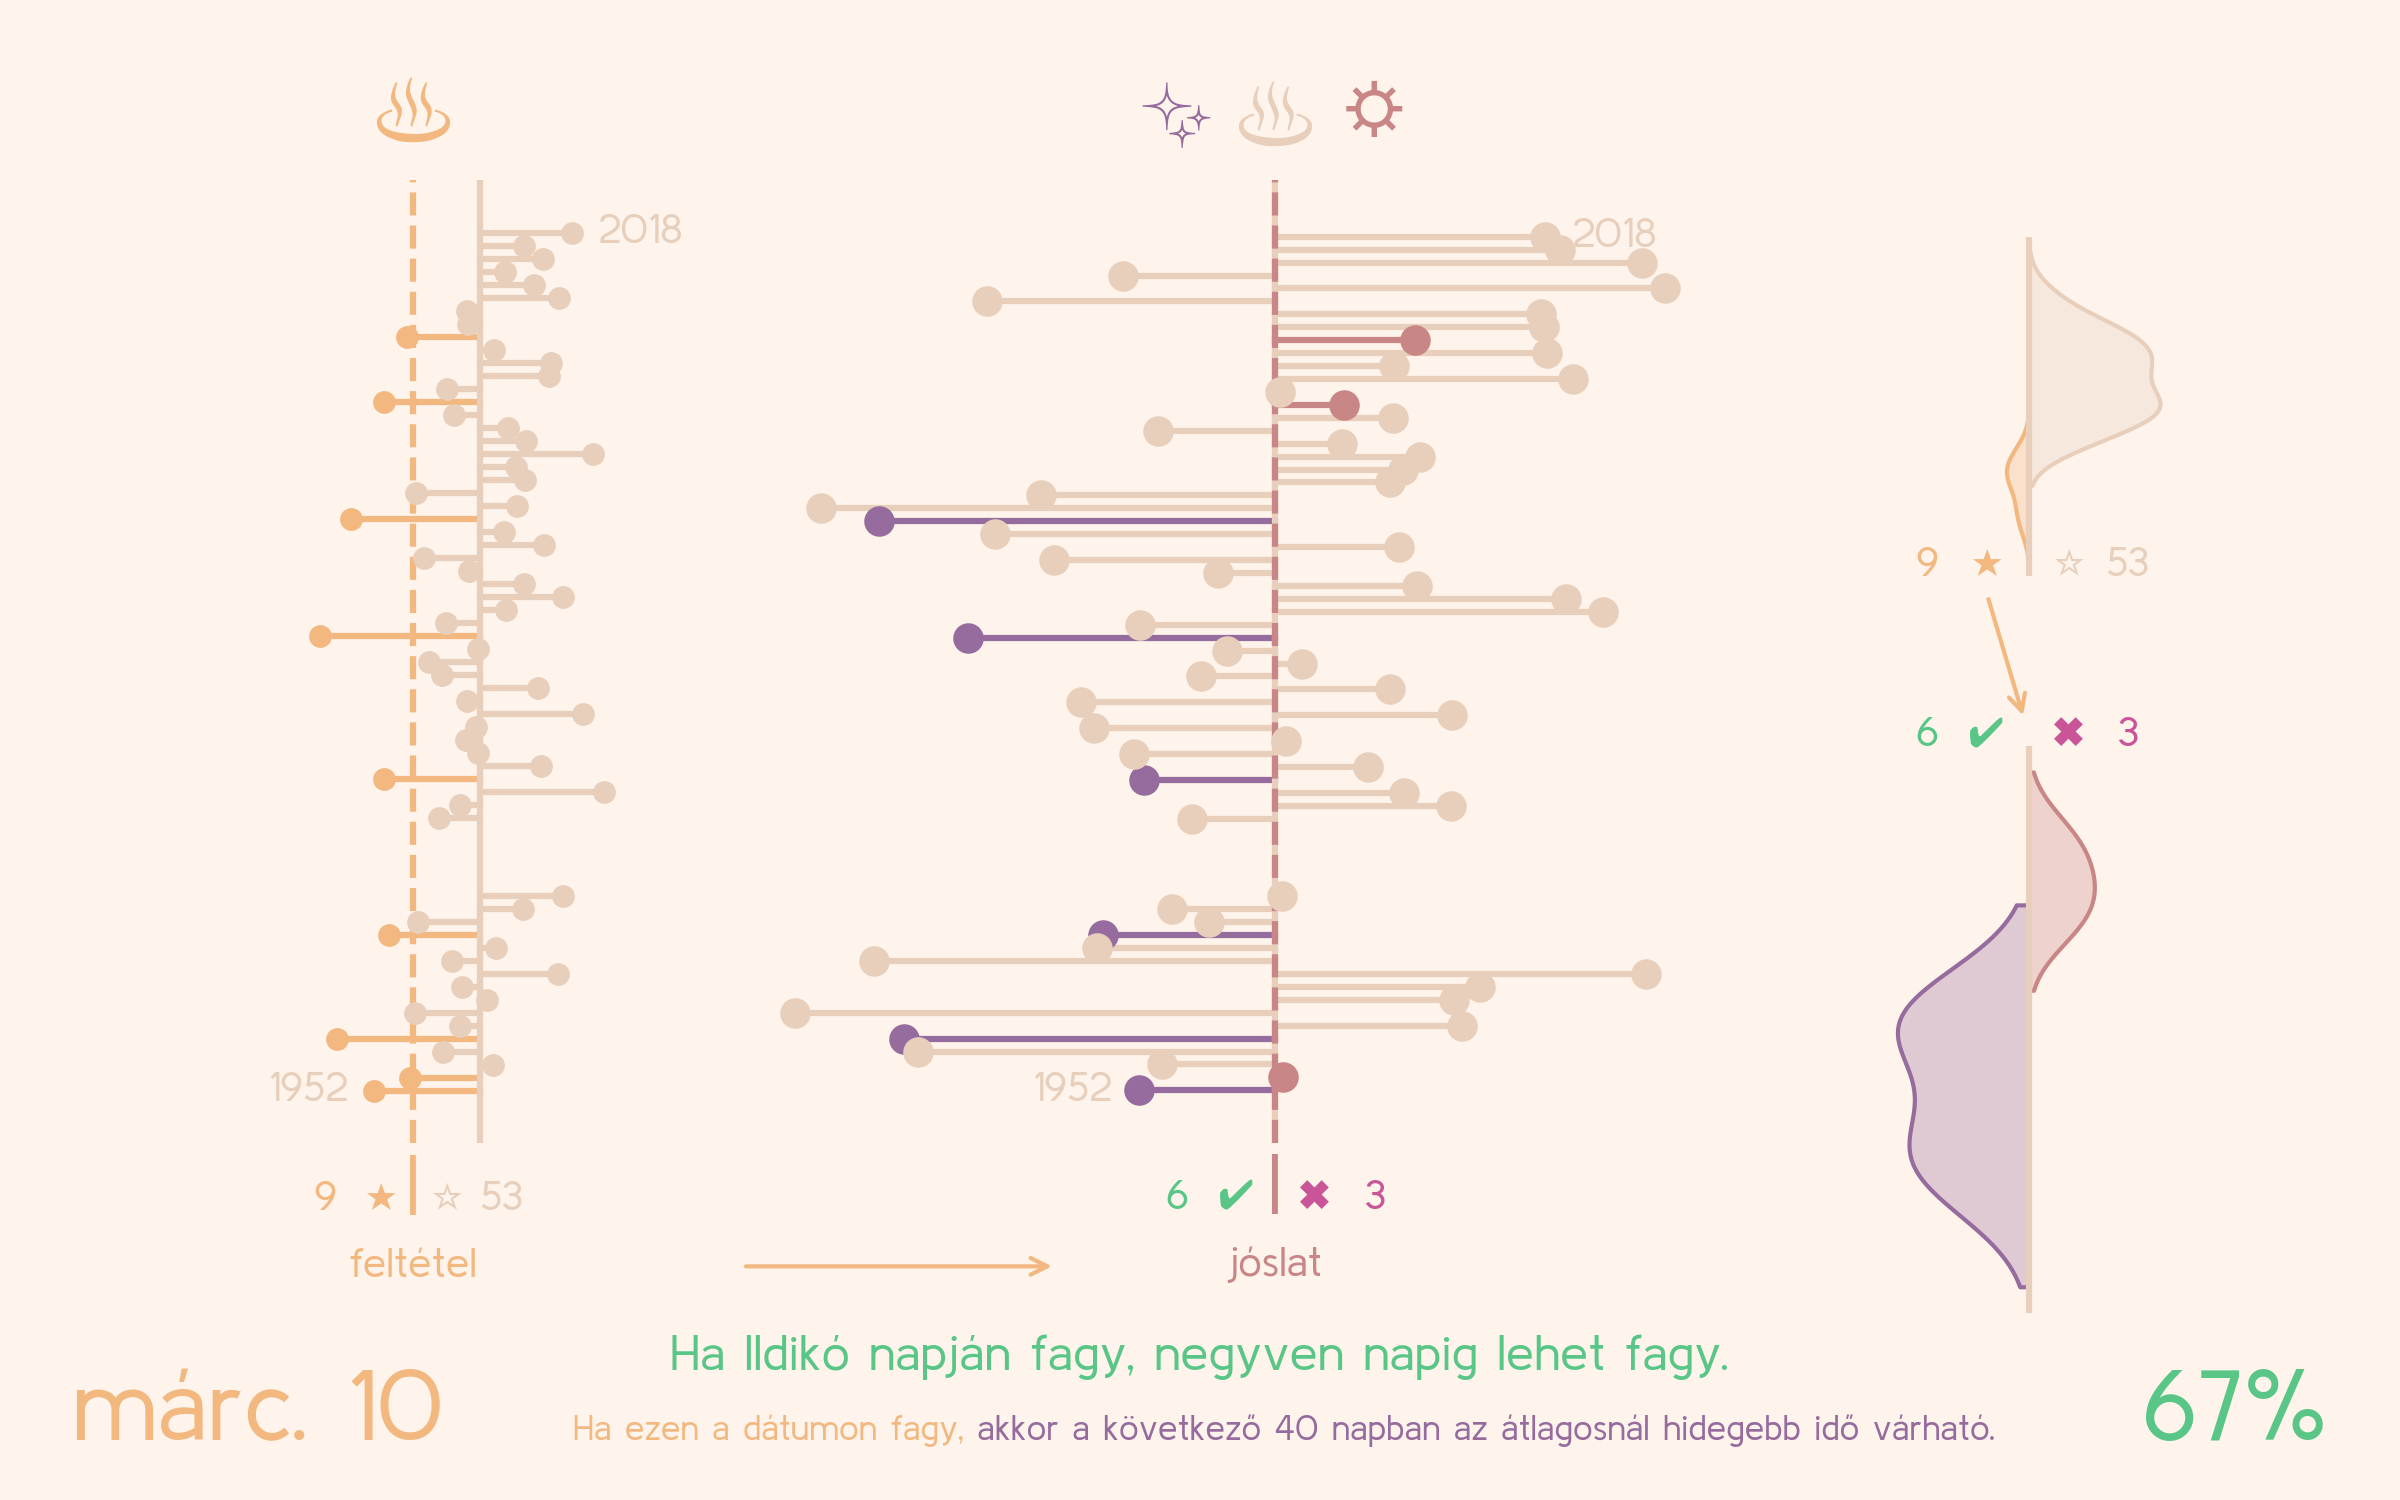 2018
2018
1952
1952
9 ★ ☆ 53
6 ✔ ✖ 3
9 ★ ☆ 53
6 ✔ ✖ 3
feltétel
jóslat
Ha Ildikó napján fagy, negyven napig lehet fagy.
márc. 10
67%
Ha ezen a dátumon fagy, akkor a következő 40 napban az átlagosnál hidegebb idő várható.